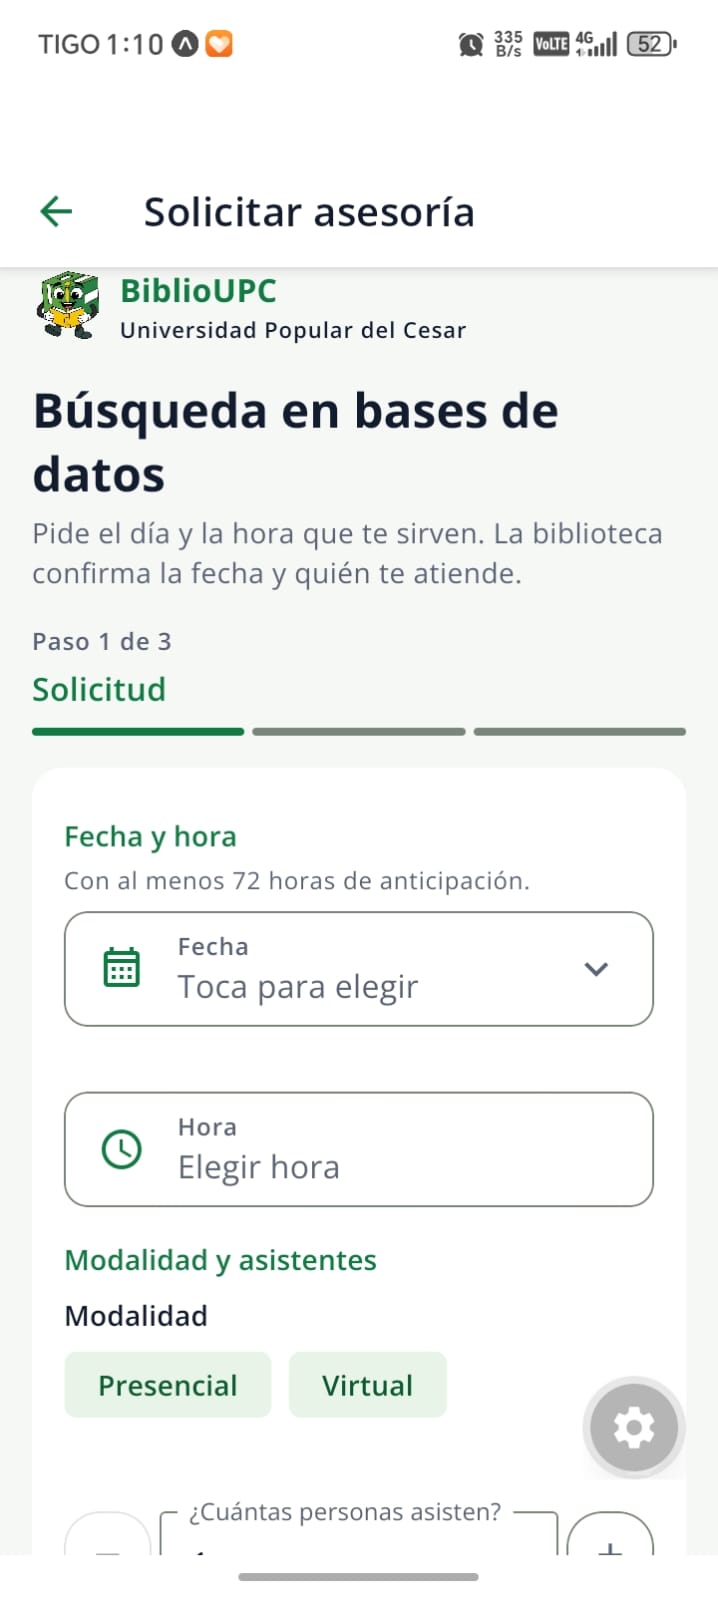 TIGO 1:10
335 B/s VoLTE 4G 52
Solicitar asesoría
BiblioUPC
Universidad Popular del Cesar
Búsqueda en bases de
datos
Pide el día y la hora que te sirven. La biblioteca
confirma la fecha y quién te atiende.
Paso 1 de 3
Solicitud
Fecha y hora
Con al menos 72 horas de anticipación.
Fecha
Toca para elegir
Hora
Elegir hora
Modalidad y asistentes
Modalidad
Presencial Virtual
¿Cuántas personas asisten?